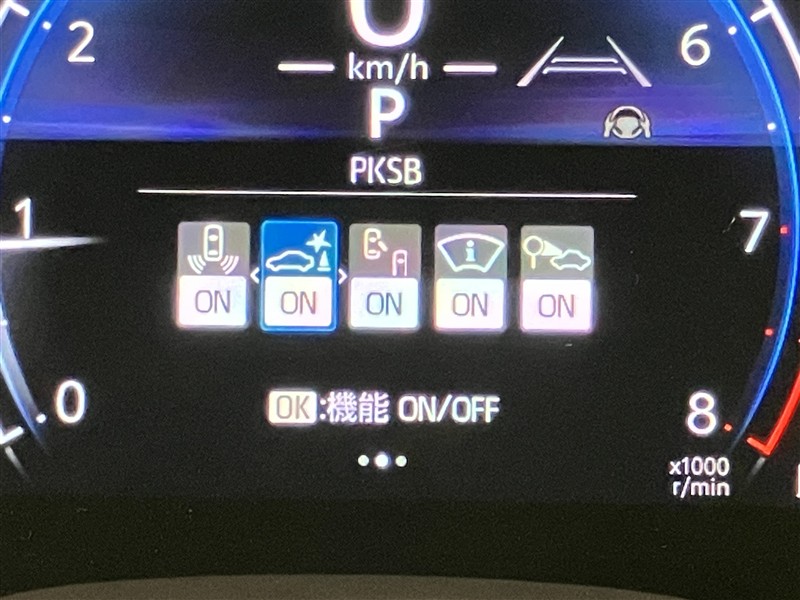 0
2
km/h
6
P
PKSB
1
7
ON ON ON ON ON
0
OK:機能 ON/OFF
8
x1000
r/min